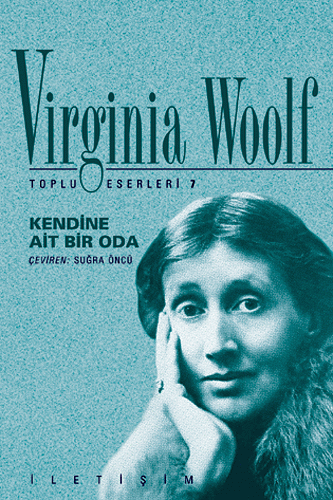 Virginia Woolf
TOPLU ESERLERİ 7
KENDİNE
AİT BİR ODA
ÇEVİREN: SUĞRA ÖNCÜ
İLETİŞİM